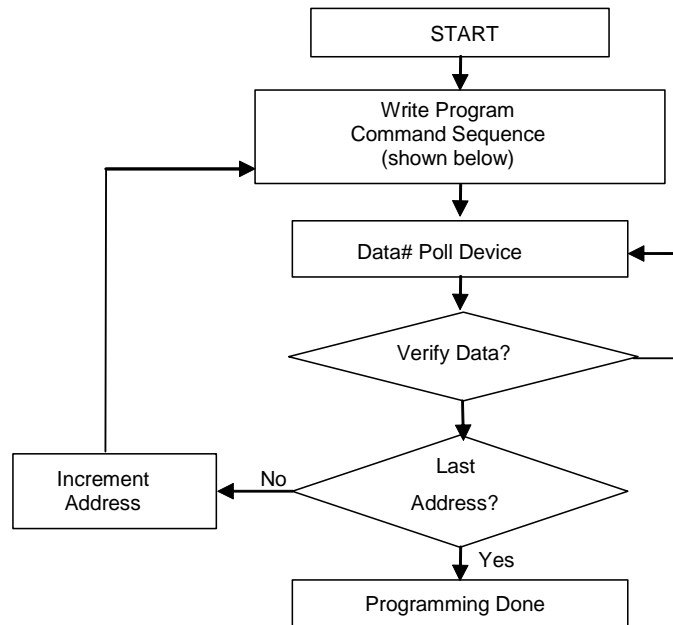 START
Write Program
Command Sequence
(shown below)
Data# Poll Device
Verify Data?
Last
Address?
No
Increment
Address
Yes
Programming Done